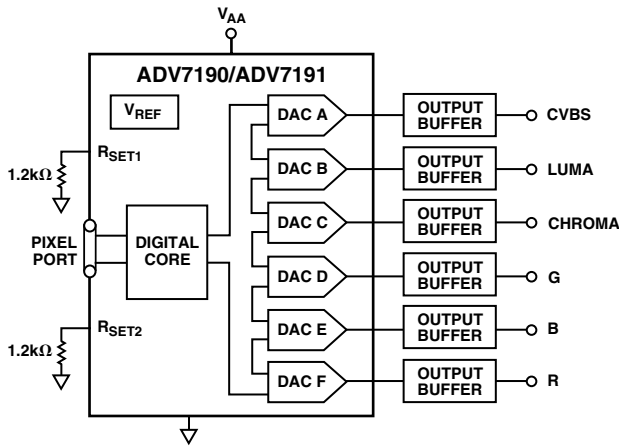 VAA
ADV7190/ADV7191
VREF
RSET1
1.2kΩ
PIXEL
PORT
DIGITAL
CORE
RSET2
1.2kΩ
DAC A
OUTPUT
BUFFER
CVBS
DAC B
OUTPUT
BUFFER
LUMA
DAC C
OUTPUT
BUFFER
CHROMA
DAC D
OUTPUT
BUFFER
G
DAC E
OUTPUT
BUFFER
B
DAC F
OUTPUT
BUFFER
R